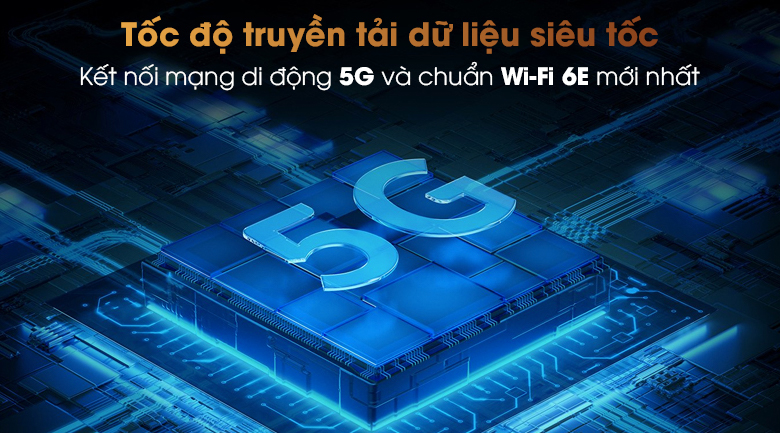 Tốc độ truyền tải dữ liệu siêu tốc
Kết nối mạng di động 5G và chuẩn Wi-Fi 6E mới nhất
5G